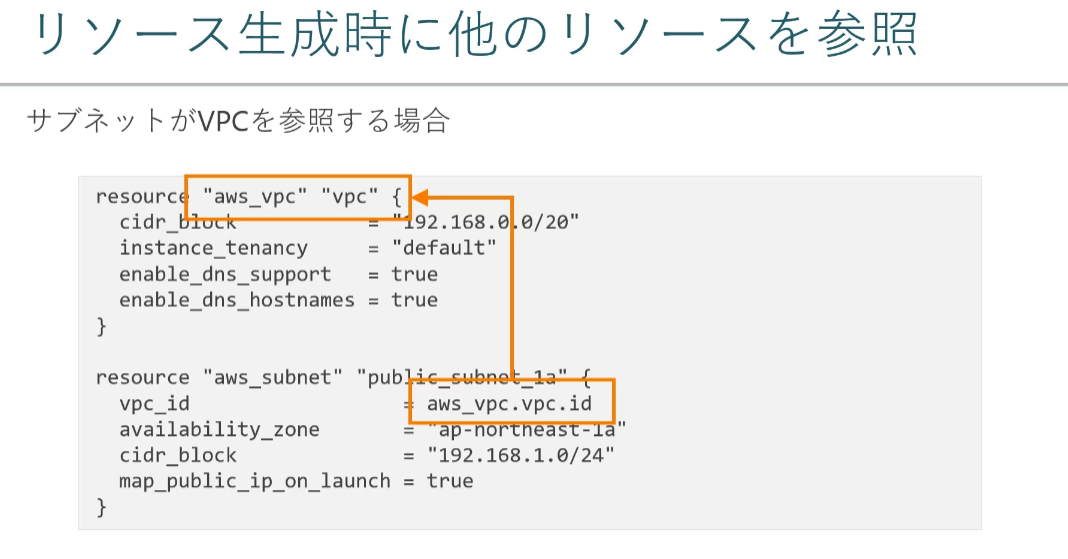 リソース生成時に他のリソースを参照
サブネットがVPCを参照する場合
resource "aws_vpc" "vpc" {
  cidr_block           = "192.168.0.0/20"
  instance_tenancy     = "default"
  enable_dns_support   = true
  enable_dns_hostnames = true
}
resource "aws_subnet" "public_subnet_1a" {
  vpc_id                  = aws_vpc.vpc.id
  availability_zone       = "ap-northeast-1a"
  cidr_block              = "192.168.1.0/24"
  map_public_ip_on_launch = true
}